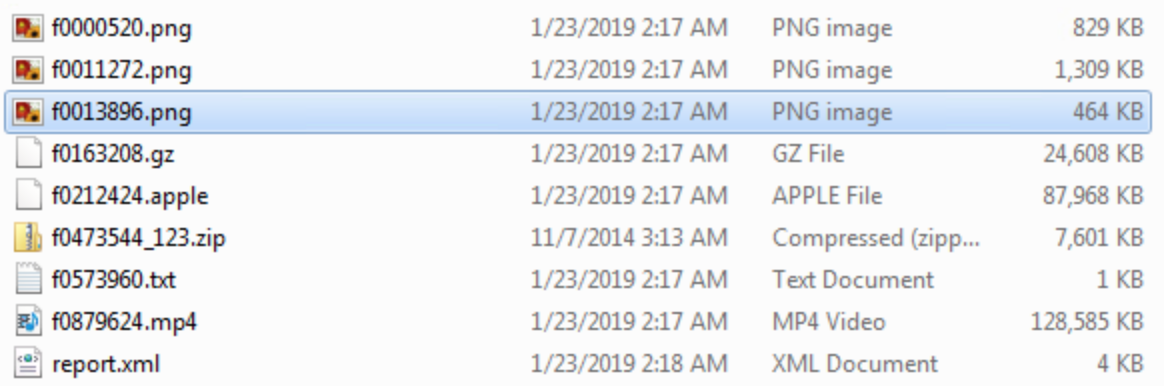 f0000520.png 1/23/2019 2:17 AM PNG image 829 KB
f0011272.png 1/23/2019 2:17 AM PNG image 1,309 KB
f0013896.png 1/23/2019 2:17 AM PNG image 464 KB
f0163208.gz 1/23/2019 2:17 AM GZ File 24,608 KB
f0212424.apple 1/23/2019 2:17 AM APPLE File 87,968 KB
f0473544_123.zip 11/7/2014 3:13 AM Compressed (zipp... 7,601 KB
f0573960.txt 1/23/2019 2:17 AM Text Document 1 KB
f0879624.mp4 1/23/2019 2:17 AM MP4 Video 128,585 KB
report.xml 1/23/2019 2:18 AM XML Document 4 KB